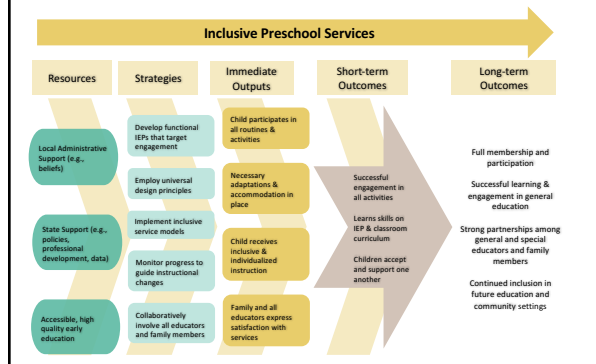 Inclusive Preschool Services
Resources
Strategies
Immediate
Outputs
Short-term
Outcomes
Long-term
Outcomes
Local Administrative
Support (e.g.,
beliefs)
State Support (e.g.,
policies,
professional
development, data)
Accessible, high
quality early
education
Develop functional
IEPs that target
engagement
Employ universal
design principles
Implement inclusive
service models
Monitor progress to
guide instructional
changes
Collaboratively
involve all educators
and family members
Child participates in
all routines &
activities
Necessary
adaptations &
accommodation in
place
Child receives
inclusive &
individualized
instruction
Family and all
educators express
satisfaction with
services
Successful
engagement in
all activities
Learns skills on
IEP & classroom
curriculum
Children accept
and support one
another
Full membership and
participation
Successful learning &
engagement in general
education
Strong partnerships among
general and special
educators and family
members
Continued inclusion in
future education and
community settings